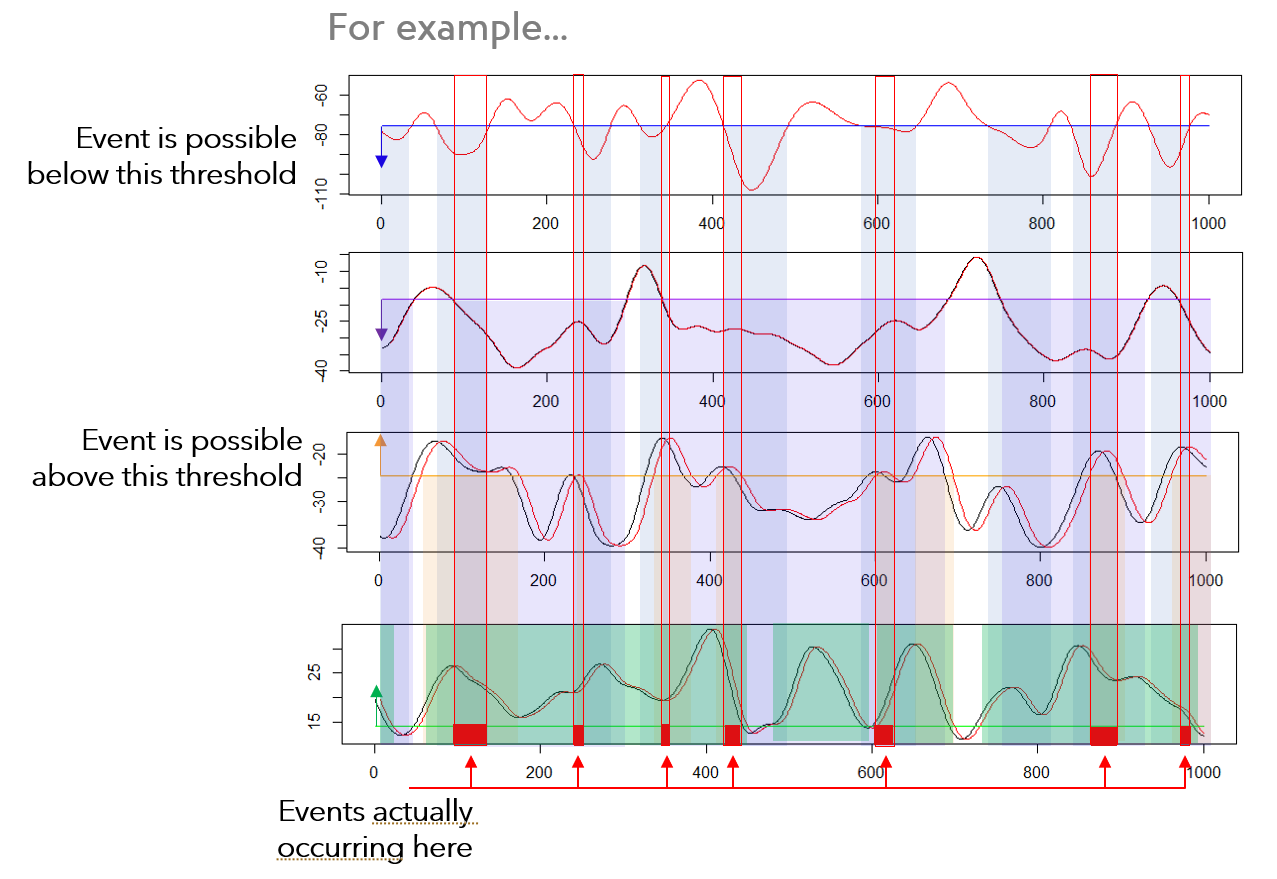 For example...
-60
-80
-110
Event is possible
below this threshold
0 200 400 600 800 1000
-10
-25
-40
0 200 400 600 800 1000
Event is possible
above this threshold
-20
-30
-40
0 200 400 600 800 1000
25
15
0 200 400 600 800 1000
Events actually
occurring here